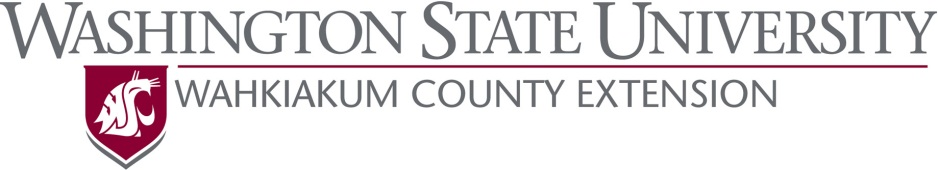 WASHINGTON STATE UNIVERSITY
WAHKIAKUM COUNTY EXTENSION